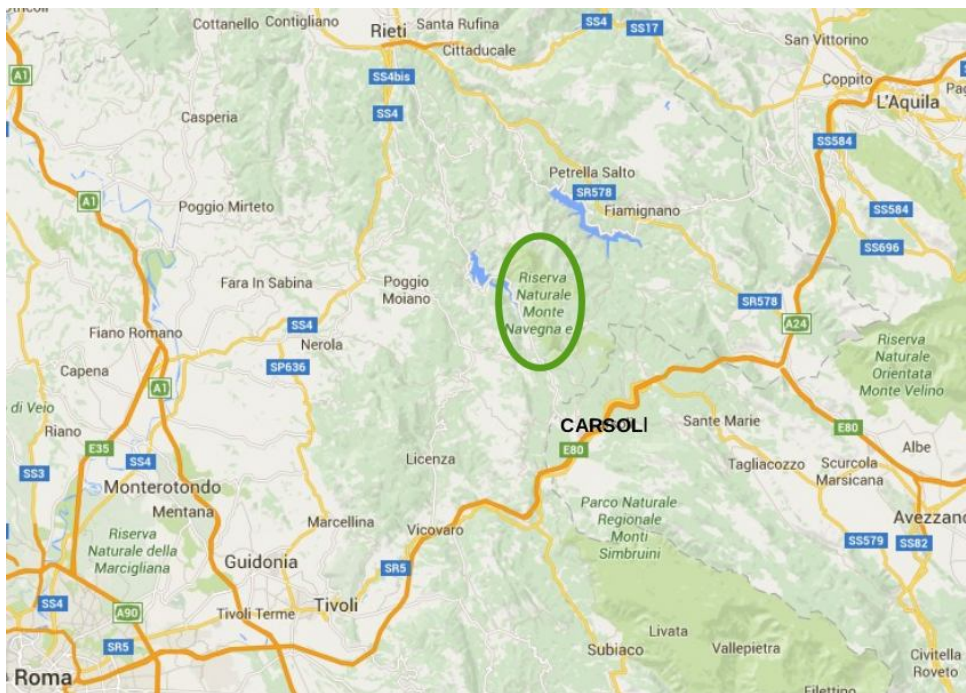 Cottanello
Contigliano
Rieti
Santa Rufina
SS4
SS17
Cittaducale
San Vittorino
A1
SS4bis
Coppito
L'Aquila
Casperia
SS4
SS584
Petrella Salto
SR578
A1
Poggio Mirteto
Fiamignano
SS584
SS696
Fara In Sabina
Poggio
Moiano
Riserva
Naturale
Monte
Navegna e
SR578
Fiano Romano
SS4
Nerola
A24
Riserva
Naturale
Orientata
Monte Velino
Capena
SP636
A1
di Veio
Riano
CARSOLI
Sante Marie
E80
Albe
E35
SS4
E80
SS3
Licenza
Tagliacozzo
Scurcola
Marsicana
Monterotondo
Mentana
Parco Naturale
Regionale
Monti
Simbruini
Avezzano
Marcellina
Vicovaro
Riserva
Naturale della
Marcigliana
SS579
SS82
Guidonia
SR5
SS4
A90
Tivoli Terme
Tivoli
SR5
Livata
Subiaco
Vallepietra
Civitella
Roveto
Roma
Filettino